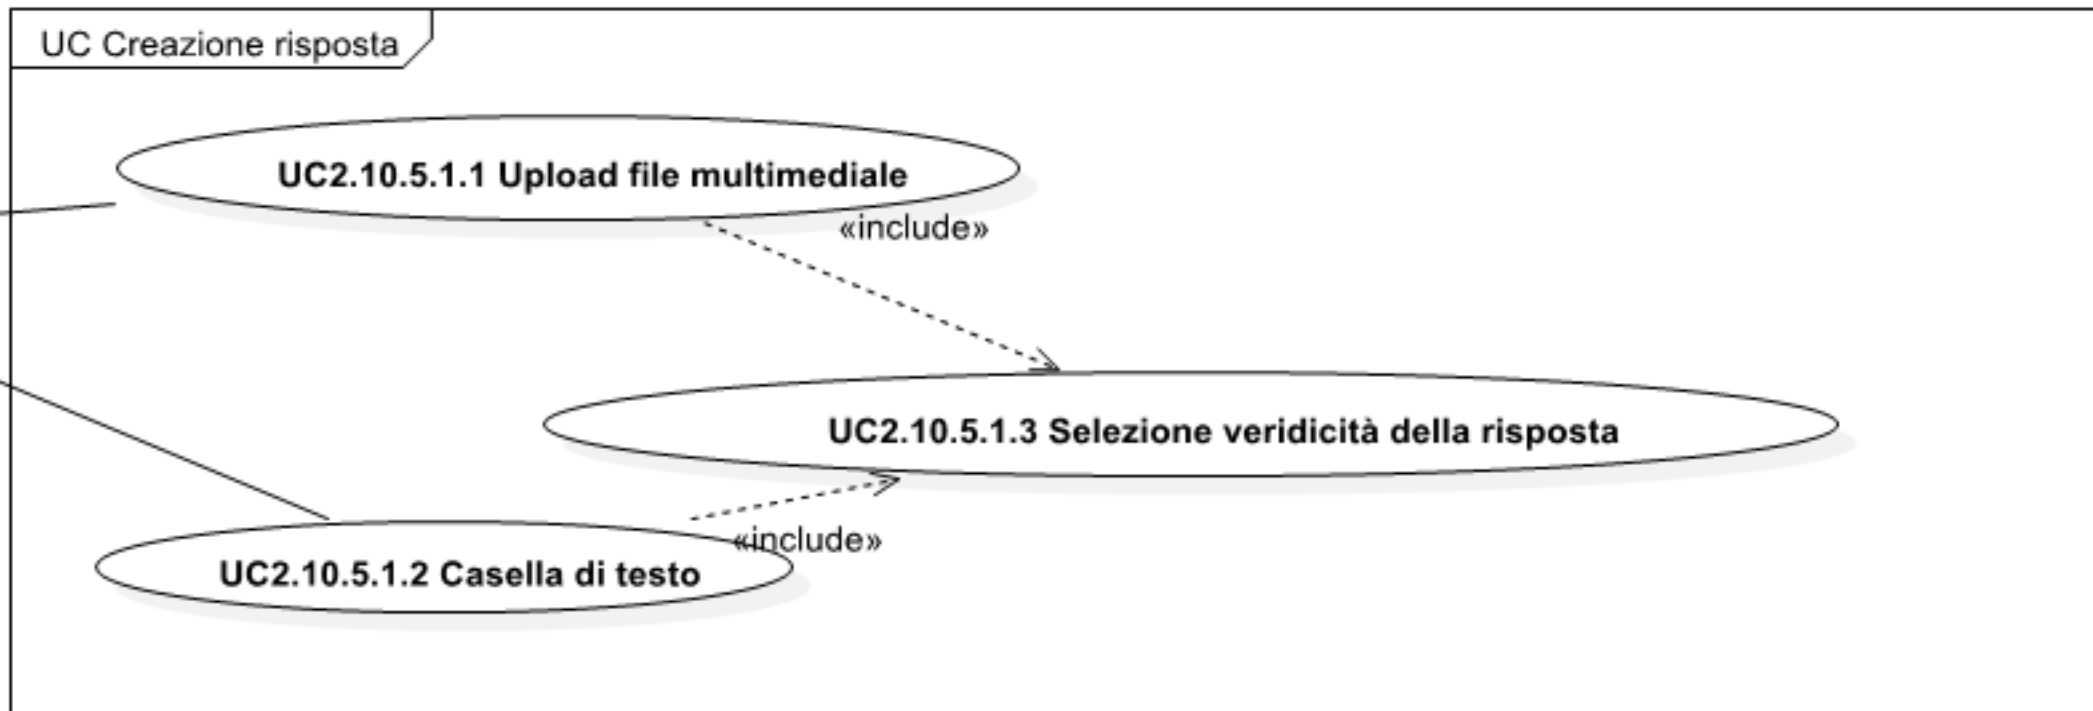 UC Creazione risposta
UC2.10.5.1.1 Upload file multimediale
«include»
UC2.10.5.1.3 Selezione veridicità della risposta
«include»
UC2.10.5.1.2 Casella di testo